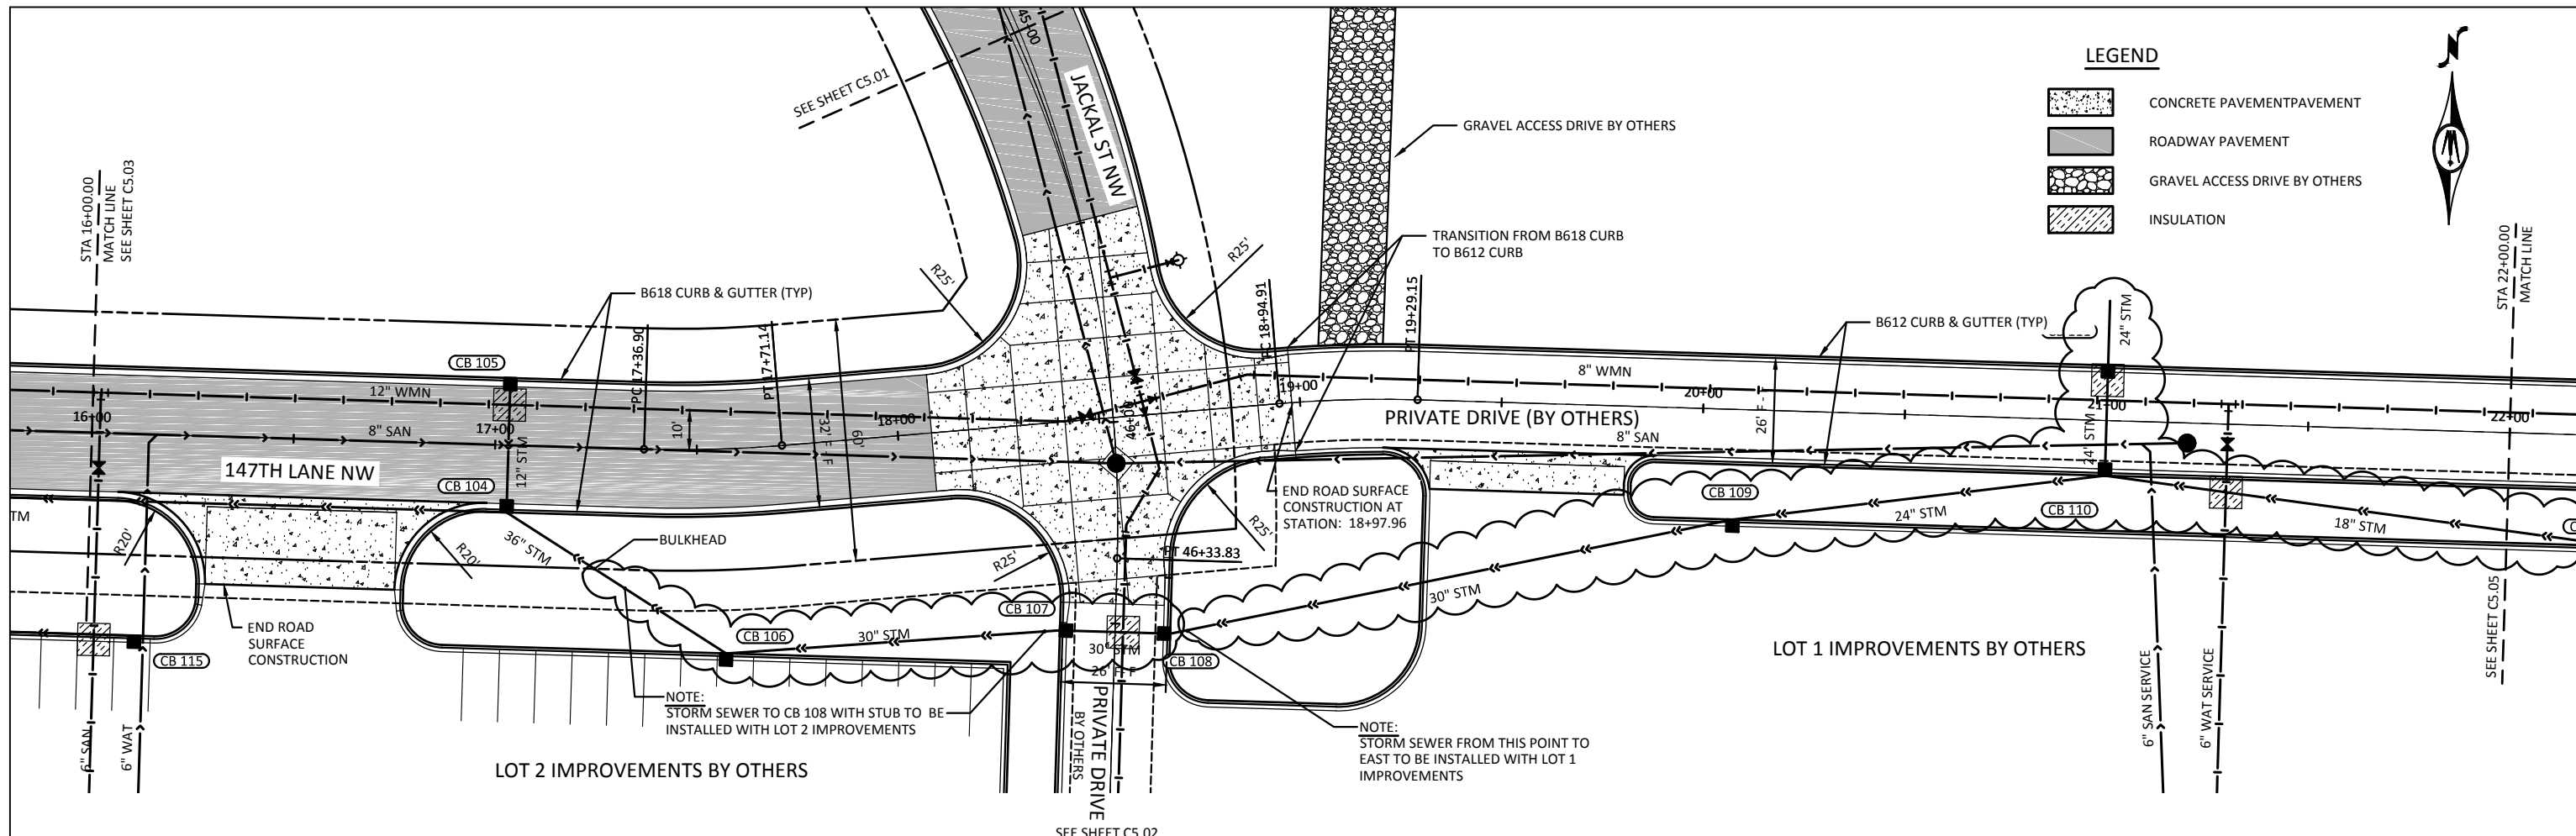 LEGEND
CONCRETE PAVEMENTPAVEMENT
ROADWAY PAVEMENT
GRAVEL ACCESS DRIVE BY OTHERS
INSULATION
N
45+00
SEE SHEET C5.01
JACKAL ST NW
GRAVEL ACCESS DRIVE BY OTHERS
STA 16+00.00
MATCH LINE
SEE SHEET C5.03
TRANSITION FROM B618 CURB
TO B612 CURB
STA 22+00.00
MATCH LINE
R25'
R25'
B618 CURB & GUTTER (TYP)
PC 18+94.91
PT 19+29.15
B612 CURB & GUTTER (TYP)
24" STM
CB 105
PC 17+36.90
PT 17+71.14
12" WMN
8" WMN
16+00
17+00
18+00
19+00
20+00
21+00
22+00
46+00
10'
32' F-F
60'
26' F-F
PRIVATE DRIVE (BY OTHERS)
8" SAN
8" SAN
147TH LANE NW
12" STM
24" STM
CB 104
CB 109
END ROAD SURFACE
CONSTRUCTION AT
STATION: 18+97.96
TM
R20'
R20'
36" STM
BULKHEAD
R25'
R25'
24" STM
CB 110
18" STM
PT 46+33.83
SEE SHEET C5.05
30" STM
CB 107
CB 106
30" STM
END ROAD
SURFACE
CONSTRUCTION
CB 115
30" STM
26' F-F
CB 108
LOT 1 IMPROVEMENTS BY OTHERS
6" SAN
6" WAT
NOTE:
STORM SEWER TO CB 108 WITH STUB TO BE
INSTALLED WITH LOT 2 IMPROVEMENTS
PRIVATE DRIVE
BY OTHERS
NOTE:
STORM SEWER FROM THIS POINT TO
EAST TO BE INSTALLED WITH LOT 1
IMPROVEMENTS
6" SAN SERVICE
6" WAT SERVICE
LOT 2 IMPROVEMENTS BY OTHERS
SEE SHEET C5.02